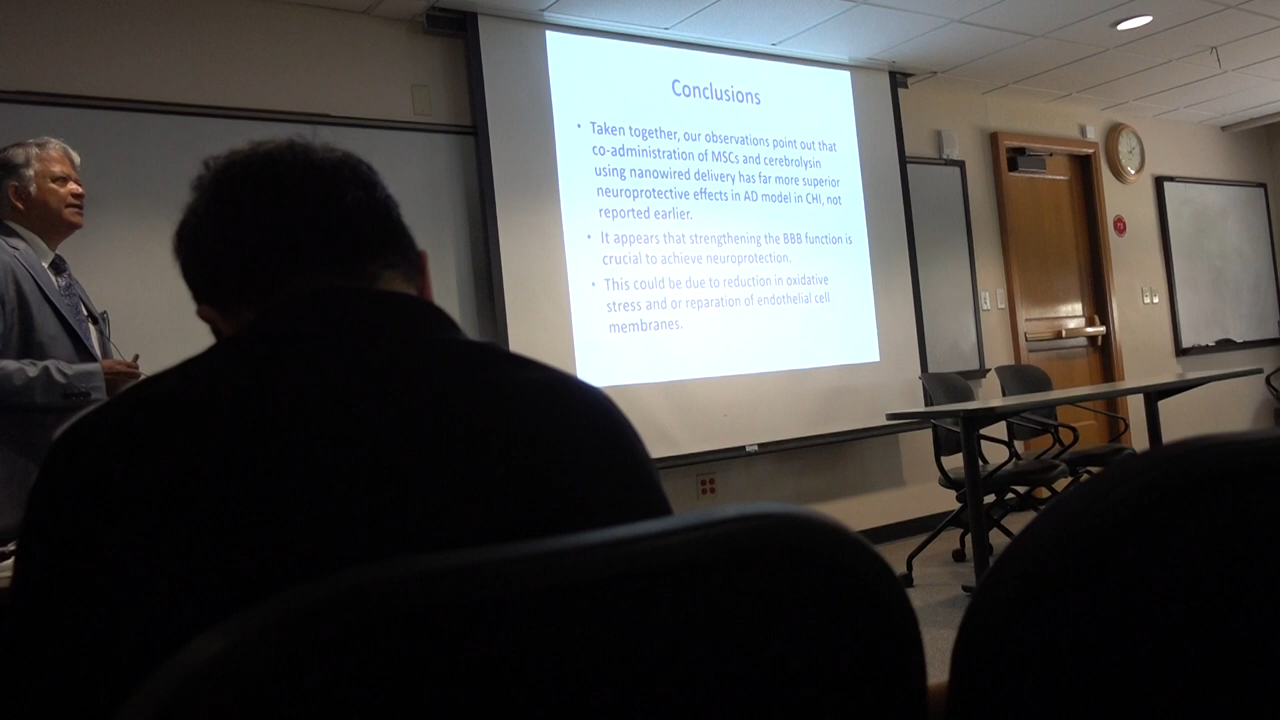 Conclusions
• Taken together, our observations point out that
co-administration of MSCs and cerebrolysin
using nanowired delivery has far more superior
neuroprotective effects in AD model in CHI, not
reported earlier.
• It appears that strengthening the BBB function is
crucial to achieve neuroprotection.
• This could be due to reduction in oxidative
stress and or reparation of endothelial cell
membranes.